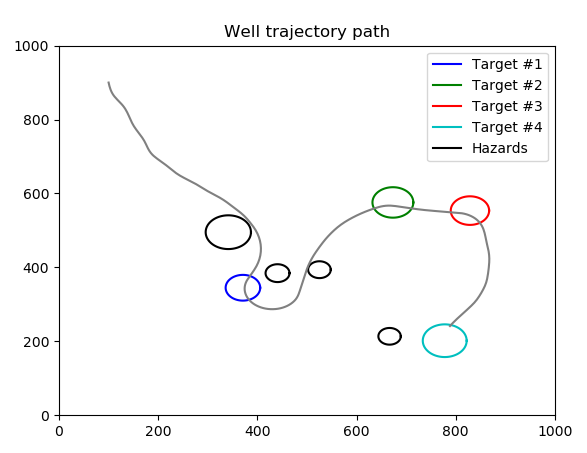 Well trajectory path
1000
800
600
400
200
0
0 200 400 600 800 1000
Target #1
Target #2
Target #3
Target #4
Hazards